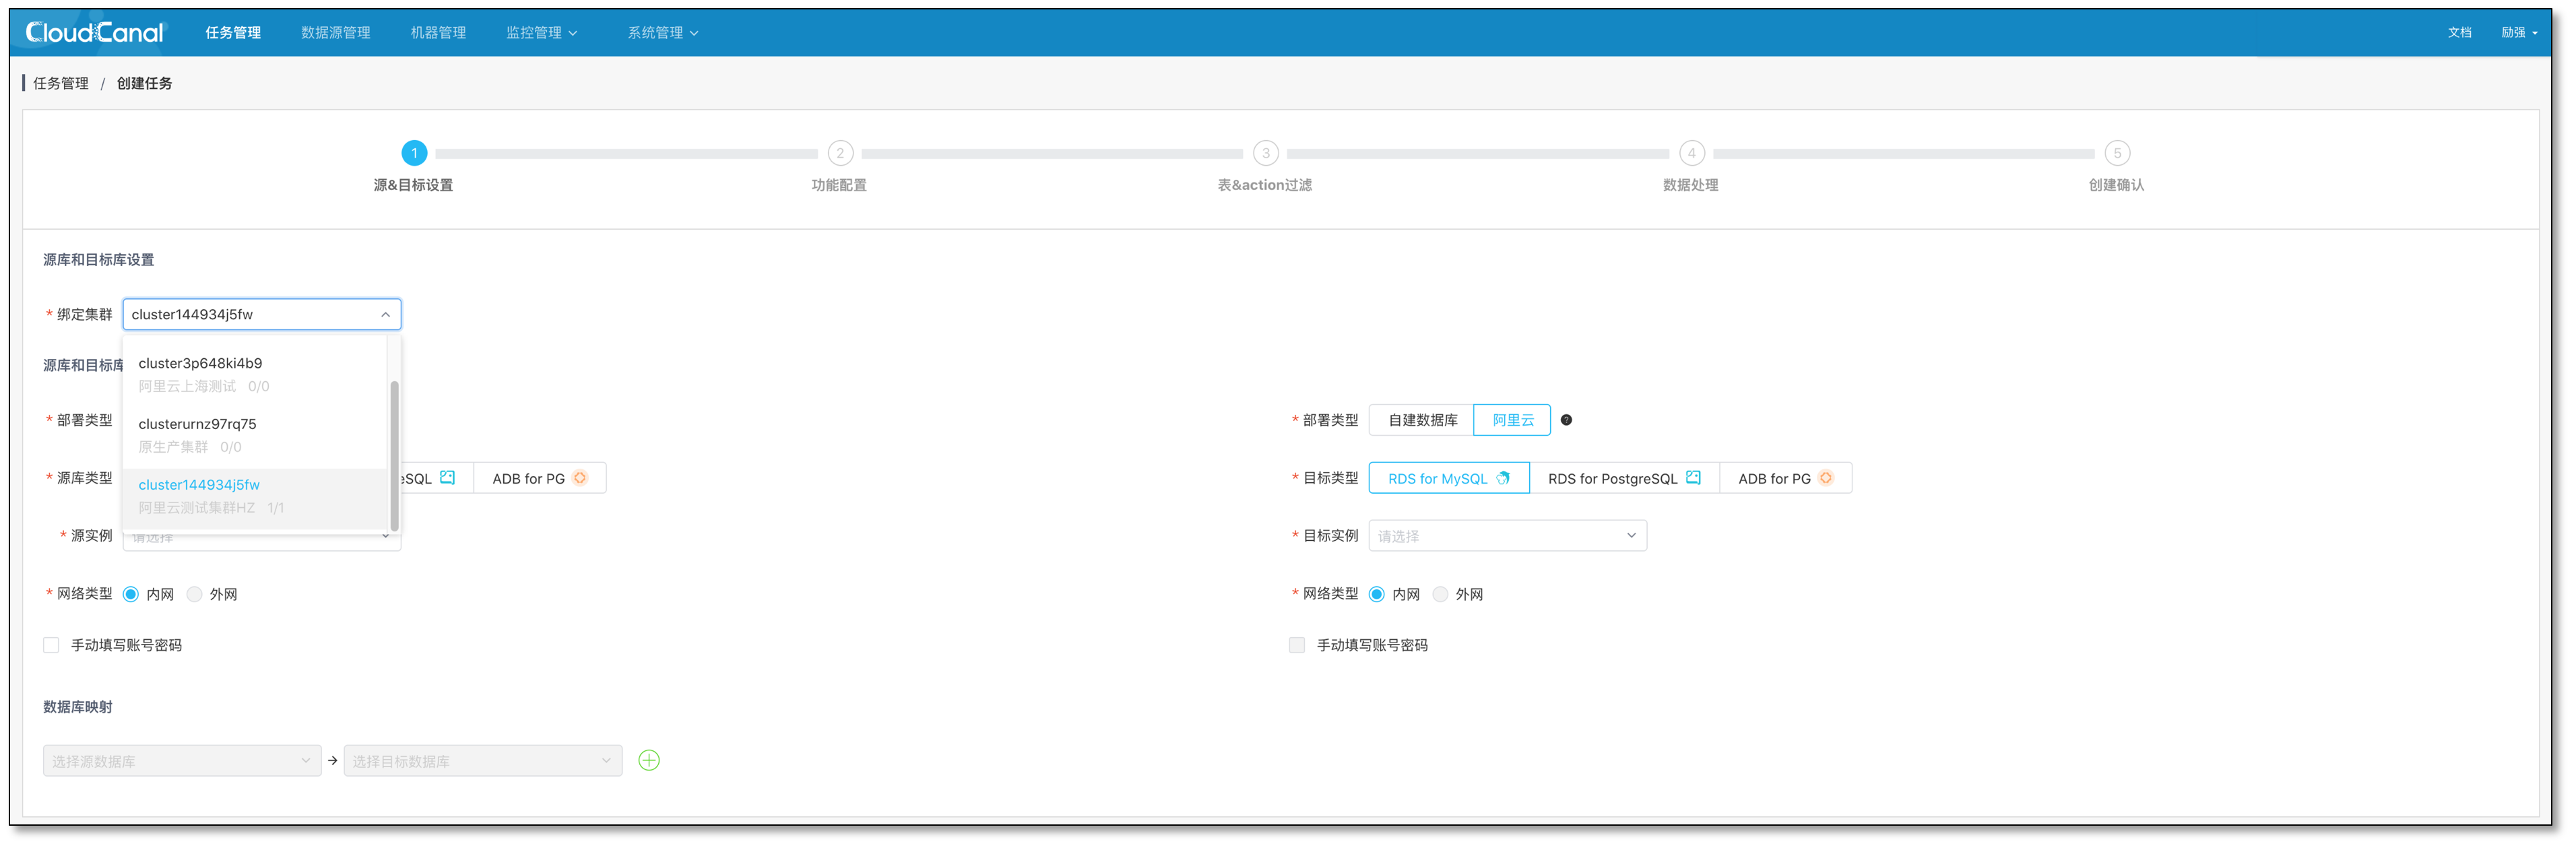 CloudCanal 任务管理 数据源管理 机器管理 监控管理 系统管理 文档 励强
任务管理 / 创建任务
1 2 3 4 5
源&目标设置 功能配置 表&action过滤 数据处理 创建确认
源库和目标库设置
* 绑定集群 cluster144934j5fw
cluster3p648ki4b9
阿里云上海测试 0/0
clusterurnz97rq75
原生产集群 0/0
cluster144934j5fw
阿里云测试集群HZ 1/1
源库和目标库
* 部署类型
* 源库类型 eSQL ADB for PG
* 源实例 请选择
* 网络类型 内网 外网
手动填写账号密码
* 部署类型 自建数据库 阿里云 ?
* 目标类型 RDS for MySQL RDS for PostgreSQL ADB for PG
* 目标实例 请选择
* 网络类型 内网 外网
手动填写账号密码
数据库映射
选择源数据库 → 选择目标数据库